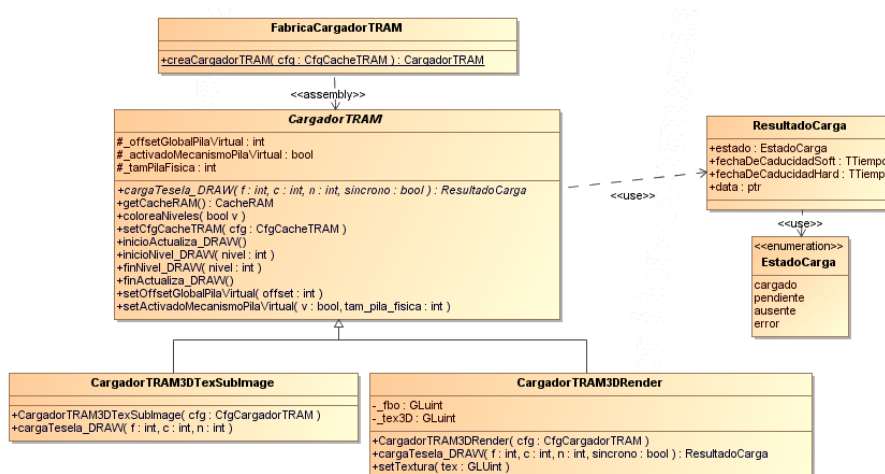 FabricaCargadorTRAM
+creaCargadorTRAM( cfg : CfgCacheTRAM ) : CargadorTRAM
<<assembly>>
CargadorTRAM
#_offsetGlobalPilaVirtual : int
#_activadoMecanismoPilaVirtual : bool
#_tamPilaFisica : int
+cargaTesela_DRAW( f : int, c : int, n : int, sincrono : bool ) : ResultadoCarga
+getCacheRAM() : CacheRAM
+coloreaNiveles( bool v )
+setCfgCacheTRAM( cfg : CfgCacheTRAM )
+inicioActualiza_DRAW()
+inicioNivel_DRAW( nivel : int )
+finNivel_DRAW( nivel : int )
+finActualiza_DRAW()
+setOffsetGlobalPilaVirtual( offset : int )
+setActivadoMecanismoPilaVirtual( v : bool, tam_pila_fisica : int )
<<use>>
ResultadoCarga
+estado : EstadoCarga
+fechaDeCaducidadSoft : TTiempo
+fechaDeCaducidadHard : TTiempo
+data : ptr
<<use>>
<<enumeration>>
EstadoCarga
cargado
pendiente
ausente
error
CargadorTRAM3DTexSubImage
+CargadorTRAM3DTexSubImage( cfg : CfgCargadorTRAM )
+cargaTesela_DRAW( f : int, c : int, n : int )
CargadorTRAM3DRender
-_fbo : GLuint
-_tex3D : GLuint
+CargadorTRAM3DRender( cfg : CfgCargadorTRAM )
+cargaTesela_DRAW( f : int, c : int, n : int, sincrono : bool ) : ResultadoCarga
+setTextura( tex : GLUint )